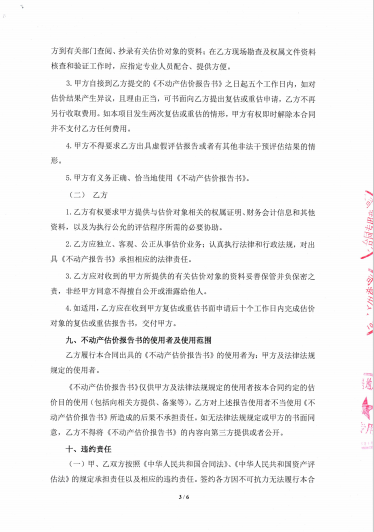 方到有关部门查阅、抄录有关估价对象的资料；在乙方现场勘查及权属文件资料
核查和验证工作时，应指定专业人员配合、提供方便。
3.甲方自接到乙方提交的《不动产估价报告书》之日起五个工作日内，如对
估价结果产生异议，且理由正当，可书面向乙方提出复估或重估申请，乙方不再
另行收取费用。如本项目发生两次复估或重估的情形，甲方有权即时解除本合同
并不支付乙方任何费用。
4.甲方不得要求乙方出具虚假评估报告或者有其他非法干预评估结果的情
形。
5.甲方有义务正确、恰当地使用《不动产估价报告书》。
（二） 乙方
1.乙方有权要求甲方提供与估价对象相关的权属证明、财务会计信息和其他
资料，以及为执行公允的评估程序所需的必要协助。
2.乙方应独立、客观、公正从事估价业务；认真执行法律和行政法规，对出
具《不动产报告书》承担相应的法律责任。
3.乙方应对收到的甲方所提供的有关估价对象的资料妥善保管并负保密之
责，非经甲方同意不得擅自公开或泄露给他人。
4.如适用，乙方应在收到甲方复估或重估书面申请后十个工作日内完成估价
对象的复估或重估报告书，交付甲方。
九、不动产估价报告书的使用者及使用范围
乙方履行本合同出具的《不动产估价报告书》的使用者为：甲方及法律法规
规定的使用者。
《不动产估价报告书》仅供甲方及法律法规规定的使用者按本合同约定的估
价目的使用（包括向相关方提供、备案等）。乙方对上述报告使用者不当使用《不
动产估价报告书》所造成的后果不承担责任。如无法律法规规定或甲方的书面同
意，乙方不得将《不动产估价报告书》的内容向第三方提供或者公开。
十、违约责任
（一）甲、乙双方按照《中华人民共和国合同法》、《中华人民共和国资产评
估法》的规定承担责任以及相应的违约责任。签约各方因不可抗力无法履行本合
3 / 6